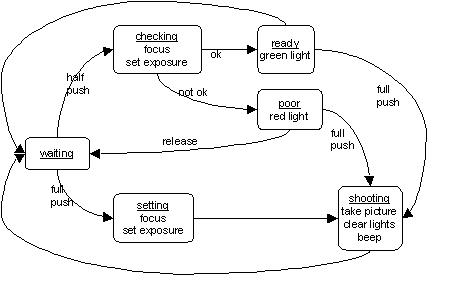 checking
focus
set exposure
ok
ready
green light
half
push
full
push
not ok
poor
red light
release
full
push
waiting
full
push
setting
focus
set exposure
shooting
take picture
clear lights
beep